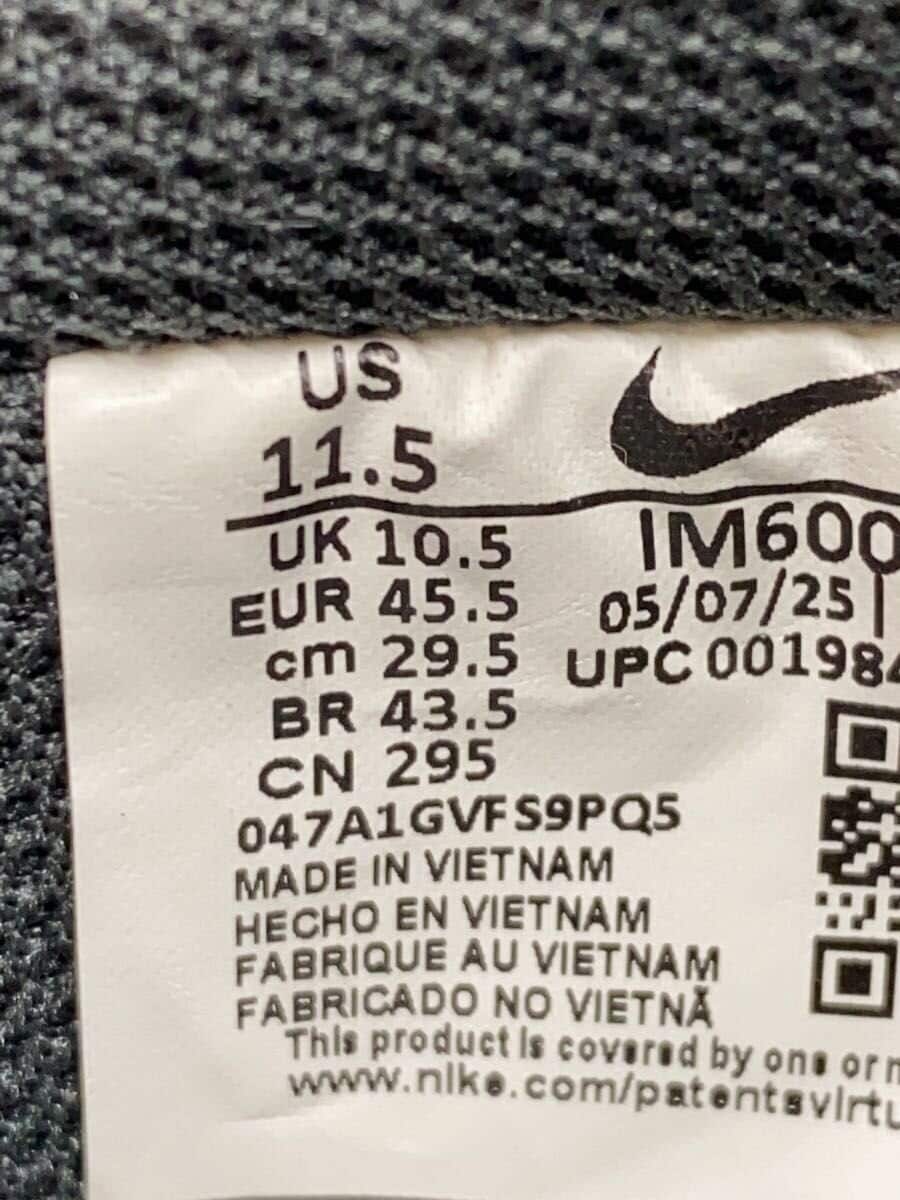 US
11.5
UK 10.5
EUR 45.5
cm 29.5
BR 43.5
CN 295
IM600
05/07/25
UPC 001984
047A1GVFS9PQ5
MADE IN VIETNAM
HECHO EN VIETNAM
FABRIQUE AU VIETNAM
FABRICADO NO VIETNÃ
This product is covered by one or
www.nike.com/patentsvirtu